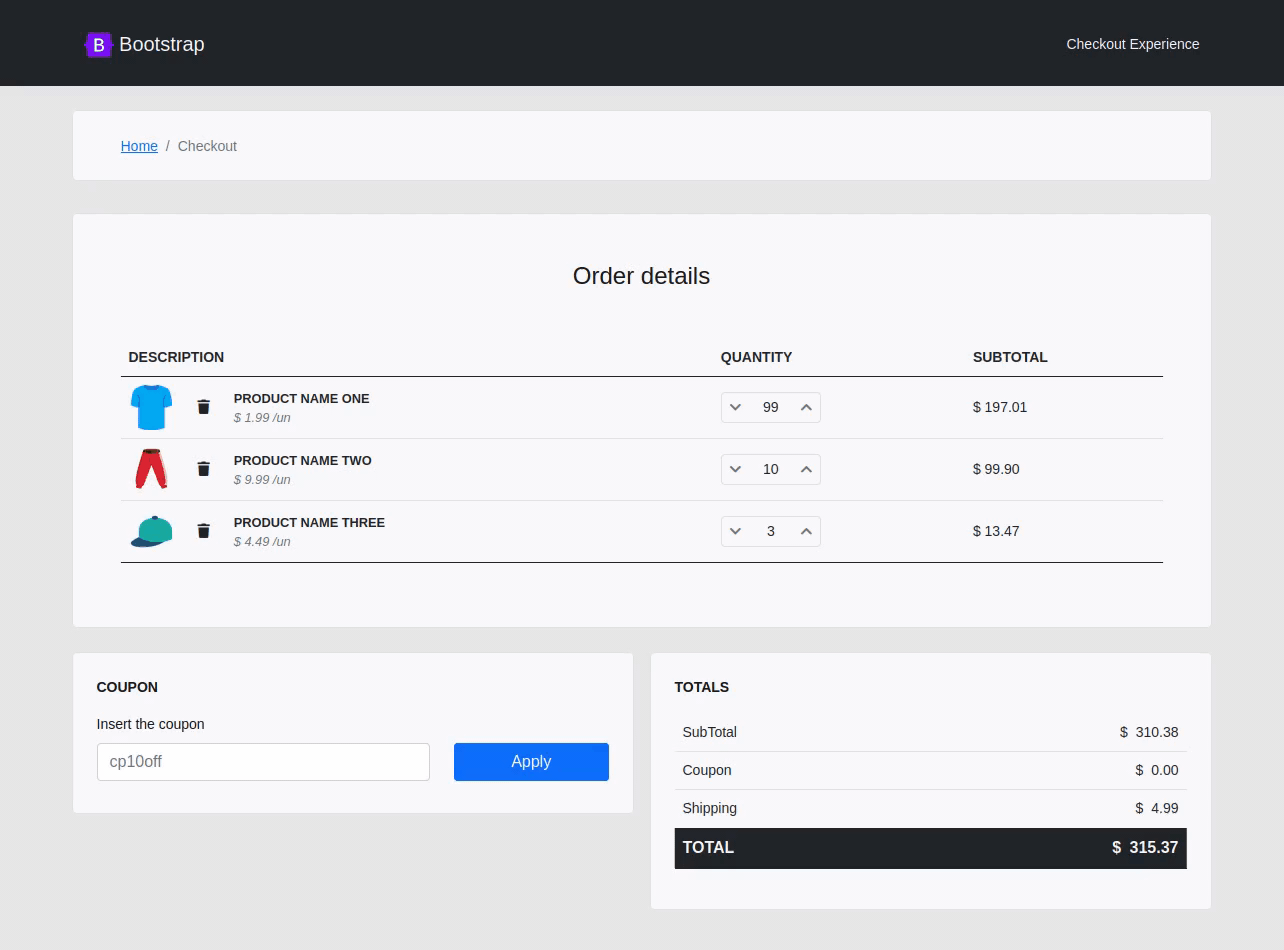 B Bootstrap
Checkout Experience
Home / Checkout
Order details
DESCRIPTION QUANTITY SUBTOTAL
PRODUCT NAME ONE
$ 1.99 /un
99
$ 197.01
PRODUCT NAME TWO
$ 9.99 /un
10
$ 99.90
PRODUCT NAME THREE
$ 4.49 /un
3
$ 13.47
COUPON
Insert the coupon
cp10off
Apply
TOTALS
SubTotal $ 310.38
Coupon $ 0.00
Shipping $ 4.99
TOTAL $ 315.37